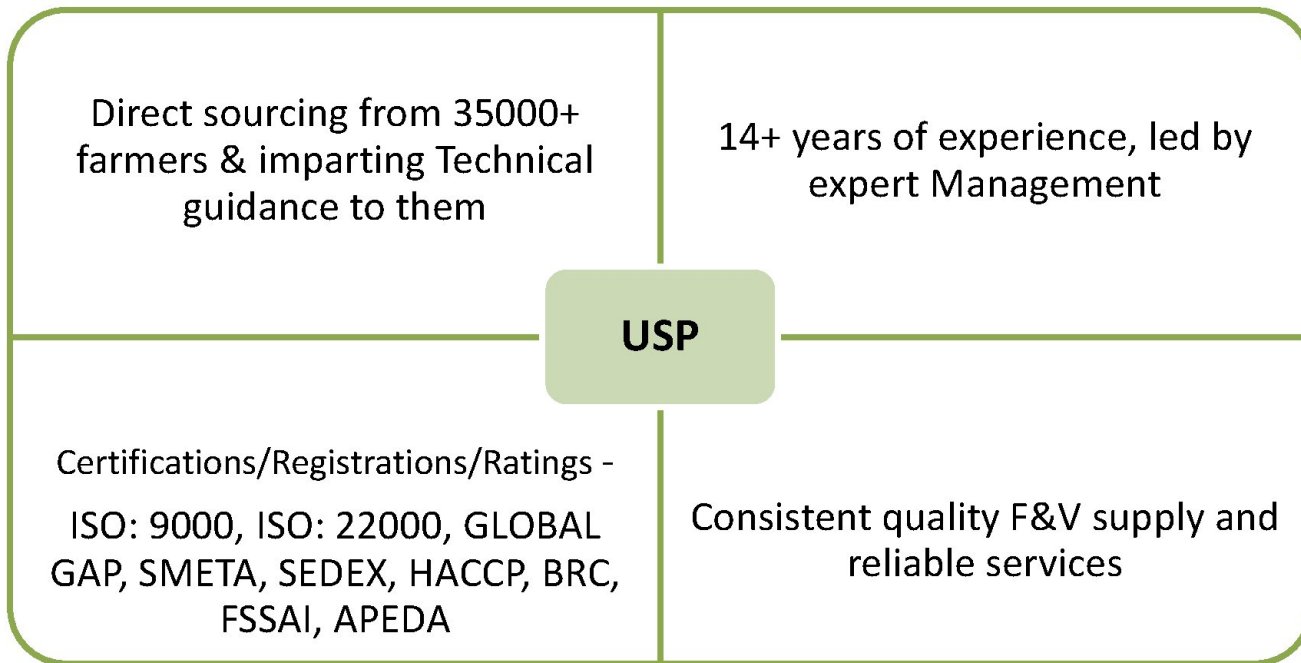 Direct sourcing from 35000+
farmers & imparting Technical
guidance to them
14+ years of experience, led by
expert Management
USP
Certifications/Registrations/Ratings -
ISO: 9000, ISO: 22000, GLOBAL
GAP, SMETA, SEDEX, HACCP, BRC,
FSSAI, APEDA
Consistent quality F&V supply and
reliable services